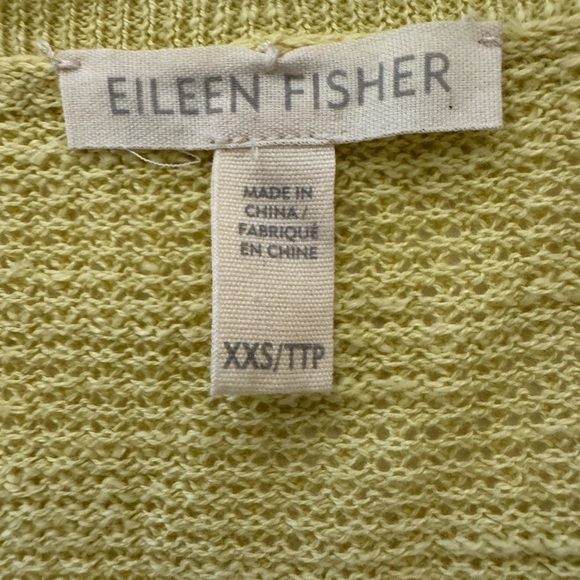 EILEEN FISHER
MADE IN
CHINA/
FABRIQUÉ
EN CHINE
XXS/TTP